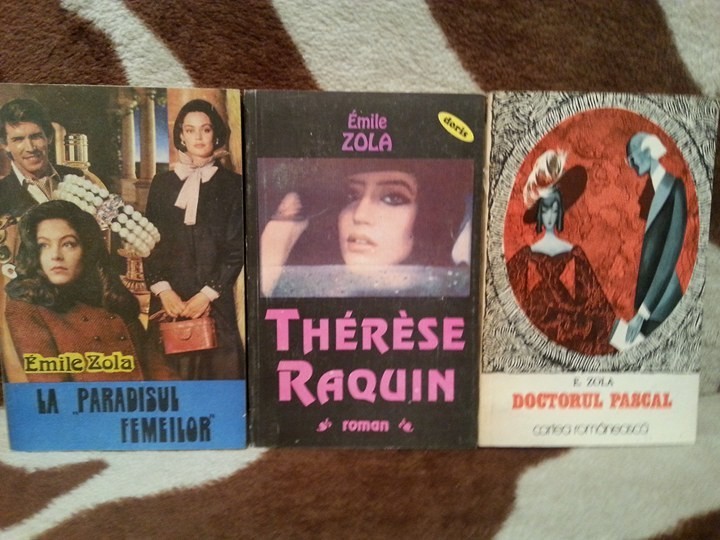 Émile Zola
LA „PARADISUL
FEMEILOR"
Émile
ZOLA
doris
THÉRÈSE
RAQUIN
roman
E. ZOLA
DOCTORUL PASCAL
cartea românească